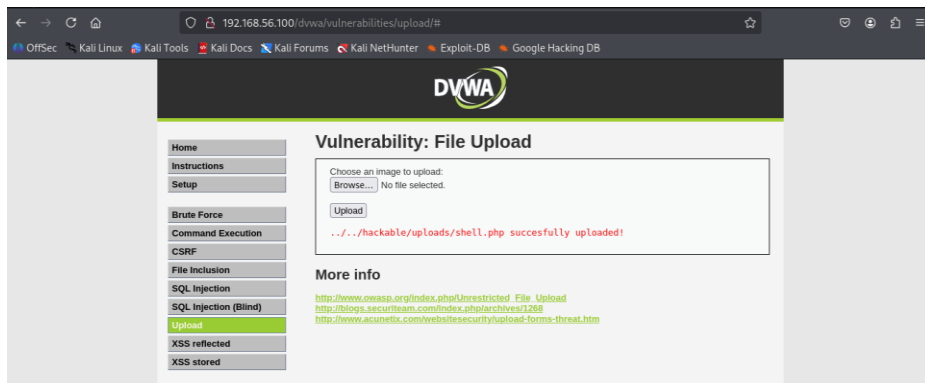 192.168.56.100/dvwa/vulnerabilities/upload/#
OffSec Kali Linux Kali Tools Kali Docs Kali Forums Kali NetHunter Exploit-DB Google Hacking DB
DVWA
Home
Instructions
Setup
Brute Force
Command Execution
CSRF
File Inclusion
SQL Injection
SQL Injection (Blind)
Upload
XSS reflected
XSS stored
Vulnerability: File Upload
Choose an image to upload:
Browse... No file selected.
Upload
../../hackable/uploads/shell.php succesfully uploaded!
More info
http://www.owasp.org/index.php/Unrestricted_File_Upload
http://blogs.securiteam.com/index.php/archives/1268
http://www.acunetix.com/websitesecurity/upload-forms-threat.htm